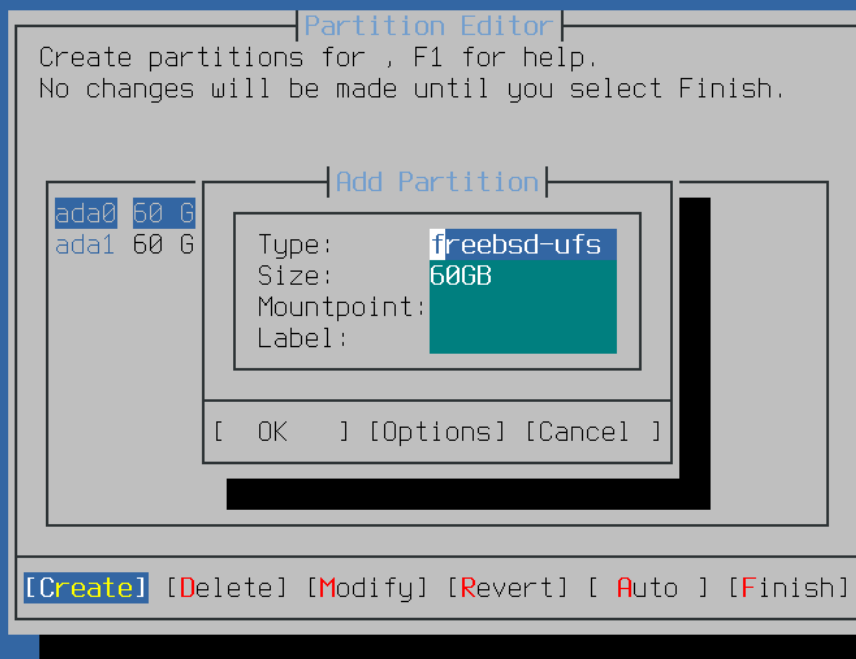 Partition Editor
Create partitions for , F1 for help.
No changes will be made until you select Finish.
Add Partition
ada0 60 G
ada1 60 G
Type: freebsd-ufs
Size: 60GB
Mountpoint:
Label:
[ OK ] [Options] [Cancel ]
[Create] [Delete] [Modify] [Revert] [ Auto ] [Finish]